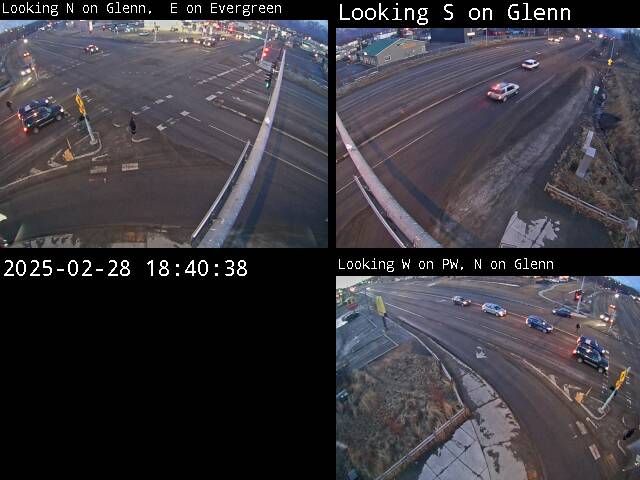 Looking N on Glenn,  E on Evergreen
Looking S on Glenn
2025-02-28 18:40:38
Looking W on PW, N on Glenn